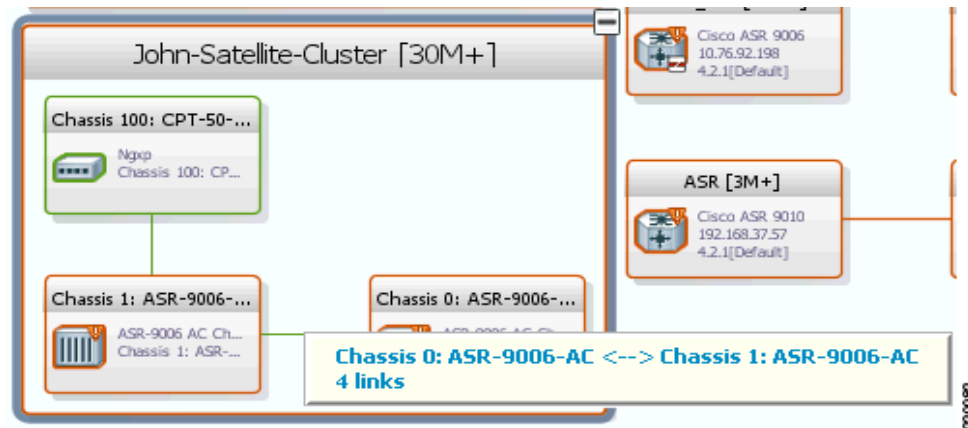 John-Satellite-Cluster [30M+]
Chassis 100: CPT-50-...
Ngxp
Chassis 100: CP...
Chassis 1: ASR-9006-...
ASR-9006 AC Ch...
Chassis 1: ASR-...
Chassis 0: ASR-9006-...
Chassis 0: ASR-9006-AC <--> Chassis 1: ASR-9006-AC
4 links
Cisco ASR 9006
10.76.92.198
4.2.1[Default]
ASR [3M+]
Cisco ASR 9010
192.168.37.57
4.2.1[Default]